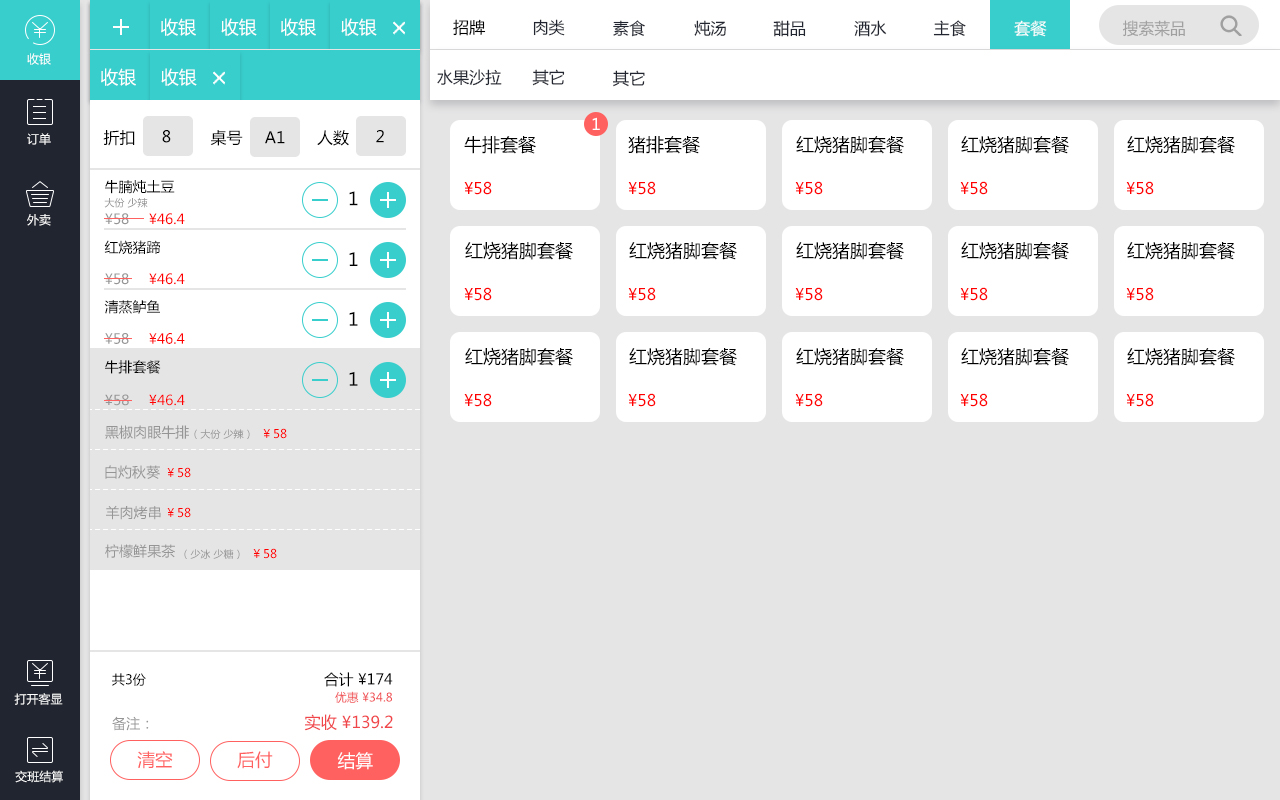 收银
订单
外卖
打开客显
交班结算
+ 收银 收银 收银 收银 ×
收银 收银 ×
折扣 8 桌号 A1 人数 2
牛腩炖土豆
大份 少辣
¥58 ¥46.4
1
红烧猪蹄
¥58 ¥46.4
1
清蒸鲈鱼
¥58 ¥46.4
1
牛排套餐
¥58 ¥46.4
1
黑椒肉眼牛排（大份 少辣） ¥ 58
白灼秋葵 ¥ 58
羊肉烤串 ¥ 58
柠檬鲜果茶（少冰 少糖） ¥ 58
共3份 合计 ¥174
优惠 ¥34.8
备注： 实收 ¥139.2
清空 后付 结算
招牌 肉类 素食 炖汤 甜品 酒水 主食 套餐 搜索菜品
水果沙拉 其它 其它
1
牛排套餐 猪排套餐 红烧猪脚套餐 红烧猪脚套餐 红烧猪脚套餐
¥58 ¥58 ¥58 ¥58 ¥58
红烧猪脚套餐 红烧猪脚套餐 红烧猪脚套餐 红烧猪脚套餐 红烧猪脚套餐
¥58 ¥58 ¥58 ¥58 ¥58
红烧猪脚套餐 红烧猪脚套餐 红烧猪脚套餐 红烧猪脚套餐 红烧猪脚套餐
¥58 ¥58 ¥58 ¥58 ¥58